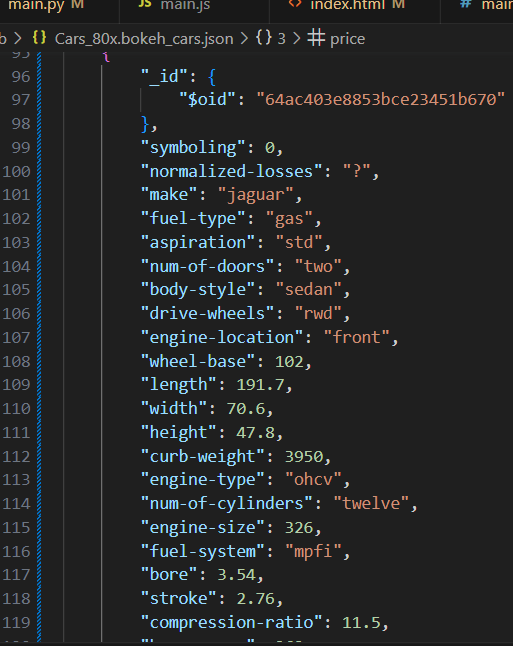 main.py M JS main.js <> index.html M # main
b > {} Cars_80x.bokeh_cars.json > {} 3 > # price
95 {
96 "_id": {
97 "$oid": "64ac403e8853bce23451b670"
98 },
99 "symboling": 0,
100 "normalized-losses": "?",
101 "make": "jaguar",
102 "fuel-type": "gas",
103 "aspiration": "std",
104 "num-of-doors": "two",
105 "body-style": "sedan",
106 "drive-wheels": "rwd",
107 "engine-location": "front",
108 "wheel-base": 102,
109 "length": 191.7,
110 "width": 70.6,
111 "height": 47.8,
112 "curb-weight": 3950,
113 "engine-type": "ohcv",
114 "num-of-cylinders": "twelve",
115 "engine-size": 326,
116 "fuel-system": "mpfi",
117 "bore": 3.54,
118 "stroke": 2.76,
119 "compression-ratio": 11.5,